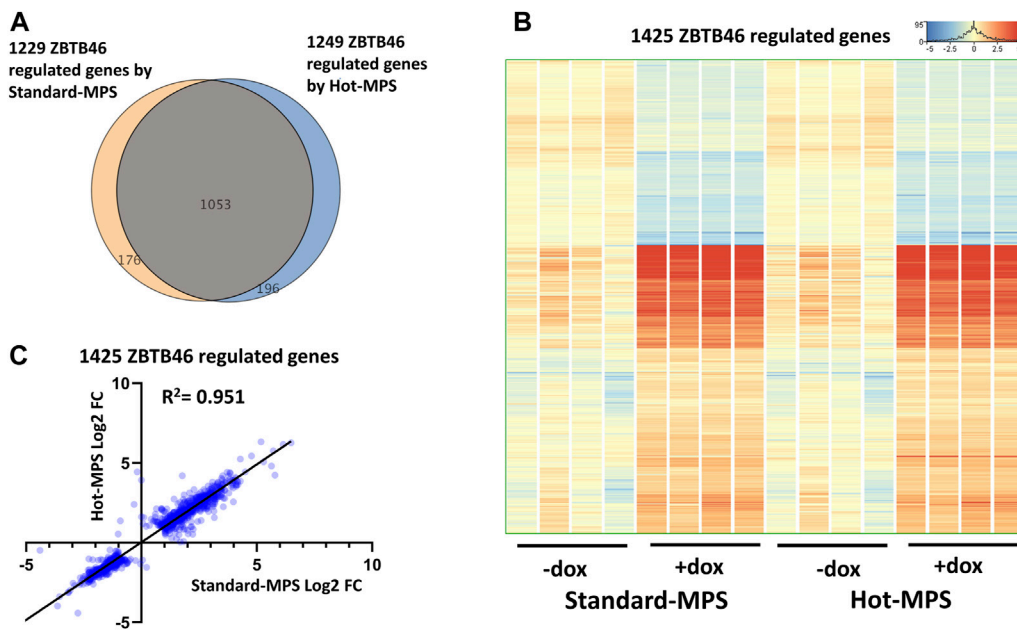 A
1229 ZBTB46
regulated genes by
Standard-MPS
1249 ZBTB46
regulated genes
by Hot-MPS
1053
176
196
B
1425 ZBTB46 regulated genes
95
0
-5
-2.5
0
2.5
5
-dox
+dox
-dox
+dox
Standard-MPS
Hot-MPS
C
1425 ZBTB46 regulated genes
R²= 0.951
Hot-MPS Log2 FC
10
5
-5
-5
5
10
Standard-MPS Log2 FC